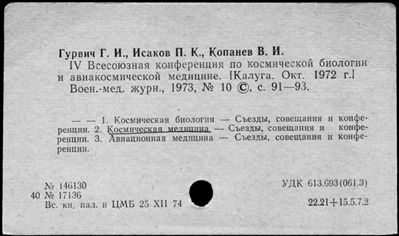 Гурвич Г. И., Исаков П. К., Копанев В. И.
IV Всесоюзная конференция по космической биологии
и авиакосмической медицине. [Калуга. Окт. 1972 г.]
Воен.-мед. журн., 1973, № 10 ©, с. 91—93.
— — 1. Космическая биология — Съезды, совещания и конфе-
ренции. 2. Космическая медицина — Съезды, совещания и конфе-
ренции. 3. Авиационная медицина — Съезды, совещания и конфе-
ренции.
№ 146130 УДК 613.693(061.3)
40 № 17136
Вс. кн. пал. и ЦМБ 25 XII 74 22.21+15.5.7.2